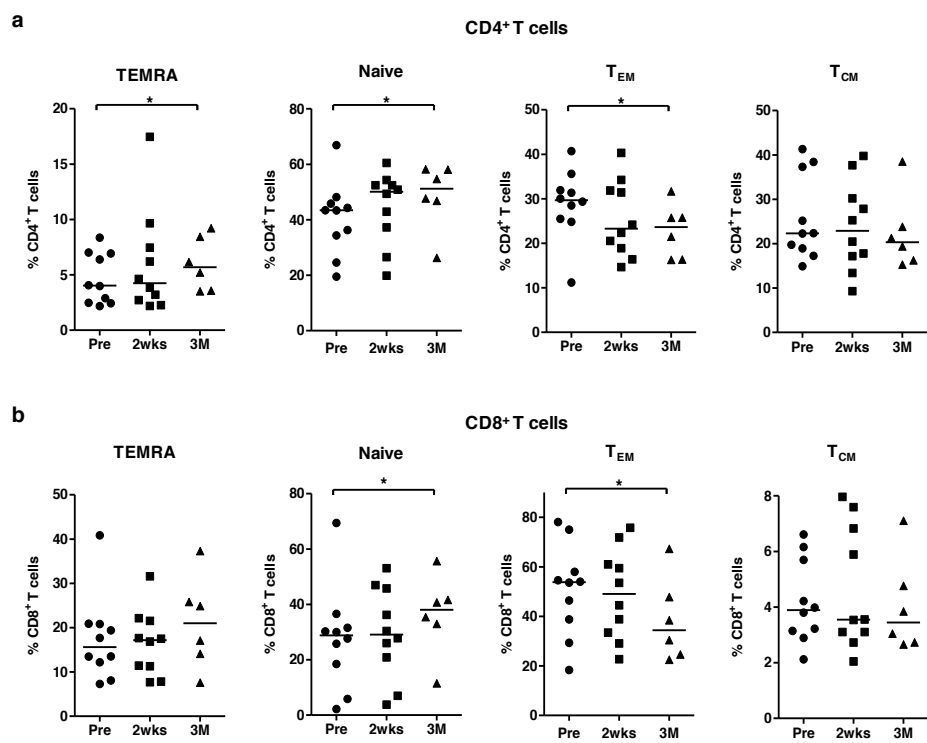 a
CD4+ T cells
TEMRA
Naive
TEM
TCM
*
*
*
% CD4+ T cells
20
15
10
5
0
Pre 2wks 3M
% CD4+ T cells
80
60
40
20
0
Pre 2wks 3M
% CD4+ T cells
50
40
30
20
10
0
Pre 2wks 3M
% CD4+ T cells
50
40
30
20
10
0
Pre 2wks 3M
b
CD8+ T cells
TEMRA
Naive
TEM
TCM
*
*
% CD8+ T cells
50
40
30
20
10
0
Pre 2wks 3M
% CD8+ T cells
80
60
40
20
0
Pre 2wks 3M
% CD8+ T cells
80
60
40
20
0
Pre 2wks 3M
% CD8+ T cells
8
6
4
2
0
Pre 2wks 3M